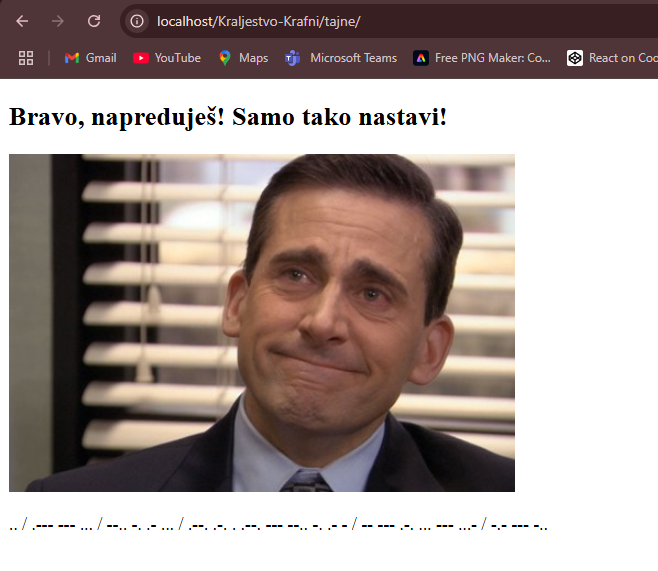 localhost/Kraljestvo-Krafni/tajne/
Gmail YouTube Maps Microsoft Teams Free PNG Maker: Co... React on Coo
Bravo, napreduješ! Samo tako nastavi!
.. / .--- --- ... / --.. -. .- ... / .--. .-. . .--. --- --.. -. .- - / -- --- .-. ... --- ...- / -.- --- -..